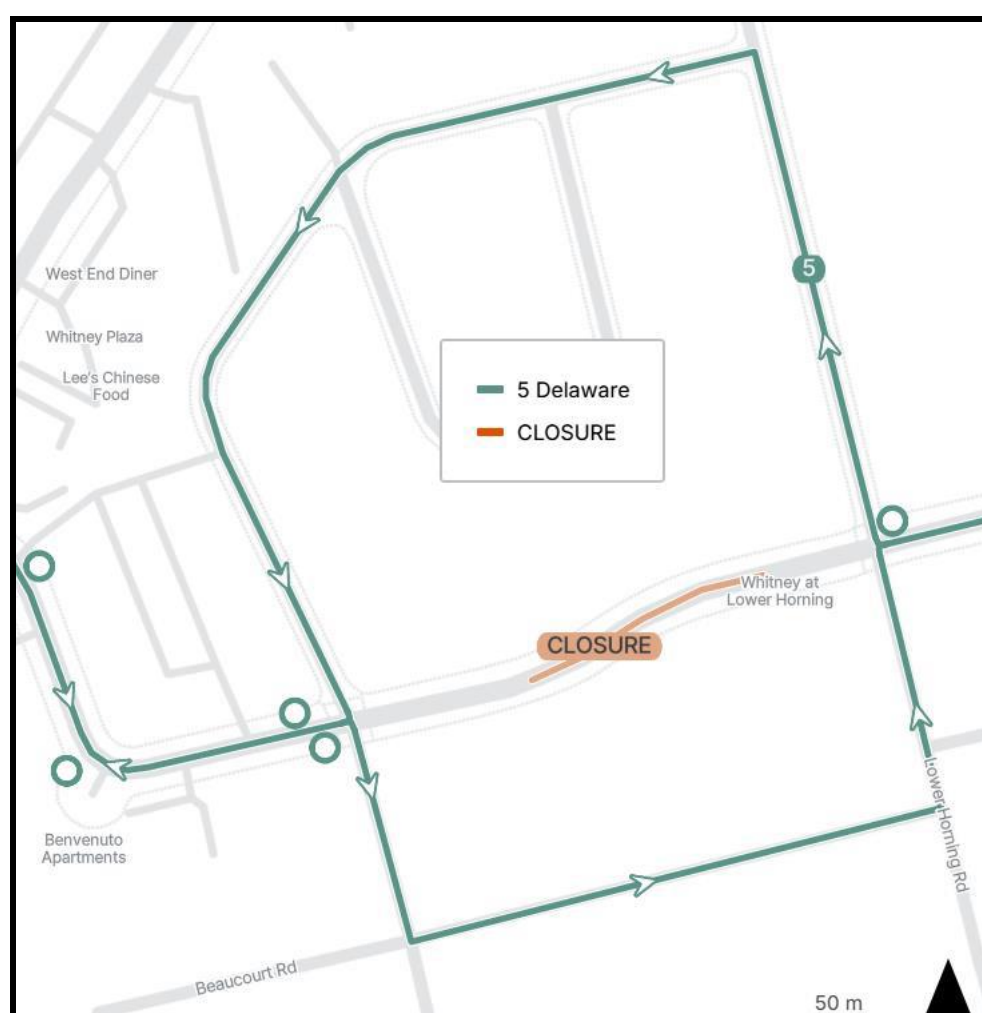 5
West End Diner
Whitney Plaza
Lee's Chinese
Food
5 Delaware
CLOSURE
Whitney at
Lower Horning
CLOSURE
Benvenuto
Apartments
Lower Horning Rd
Beaucourt Rd
50 m